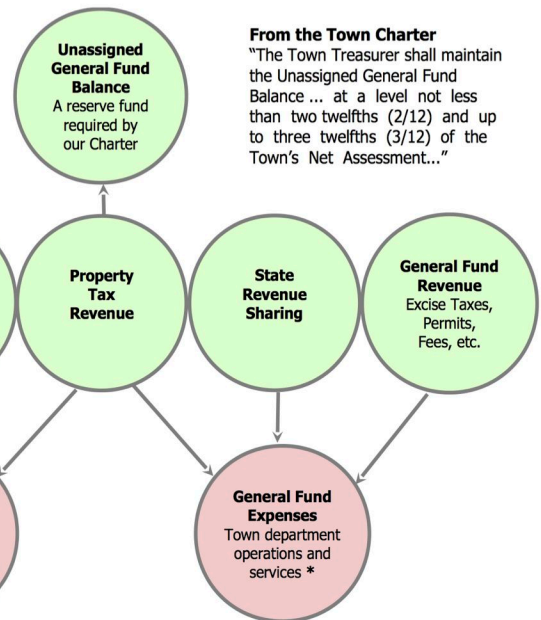 Unassigned
General Fund
Balance
A reserve fund
required by
our Charter
From the Town Charter
“The Town Treasurer shall maintain
the Unassigned General Fund
Balance ... at a level not less
than two twelfths (2/12) and up
to three twelfths (3/12) of the
Town’s Net Assessment...”
Property
Tax
Revenue
State
Revenue
Sharing
General Fund
Revenue
Excise Taxes,
Permits,
Fees, etc.
General Fund
Expenses
Town department
operations and
services *